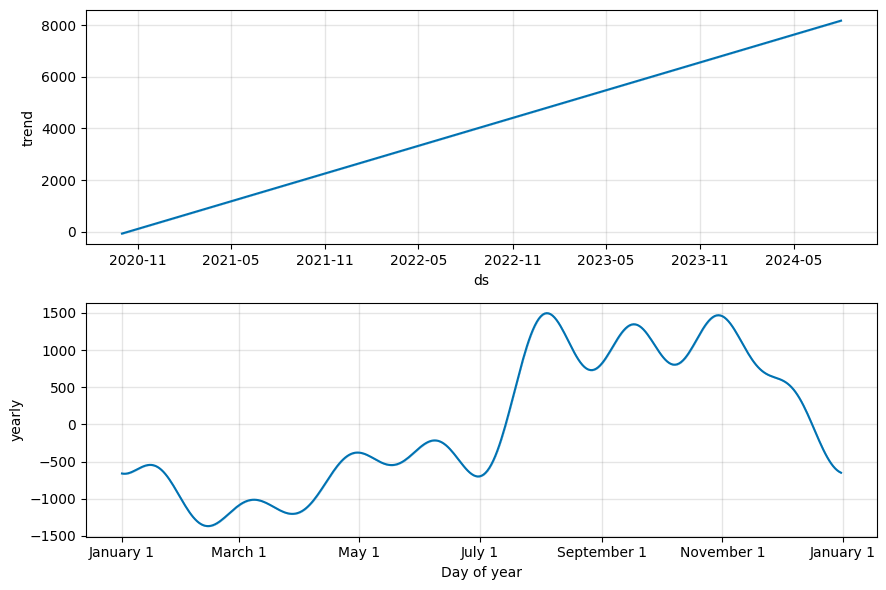 8000
6000
4000
2000
0
trend
2020-11 2021-05 2021-11 2022-05 2022-11 2023-05 2023-11 2024-05
ds
1500
1000
500
0
−500
−1000
−1500
yearly
January 1 March 1 May 1 July 1 September 1 November 1 January 1
Day of year